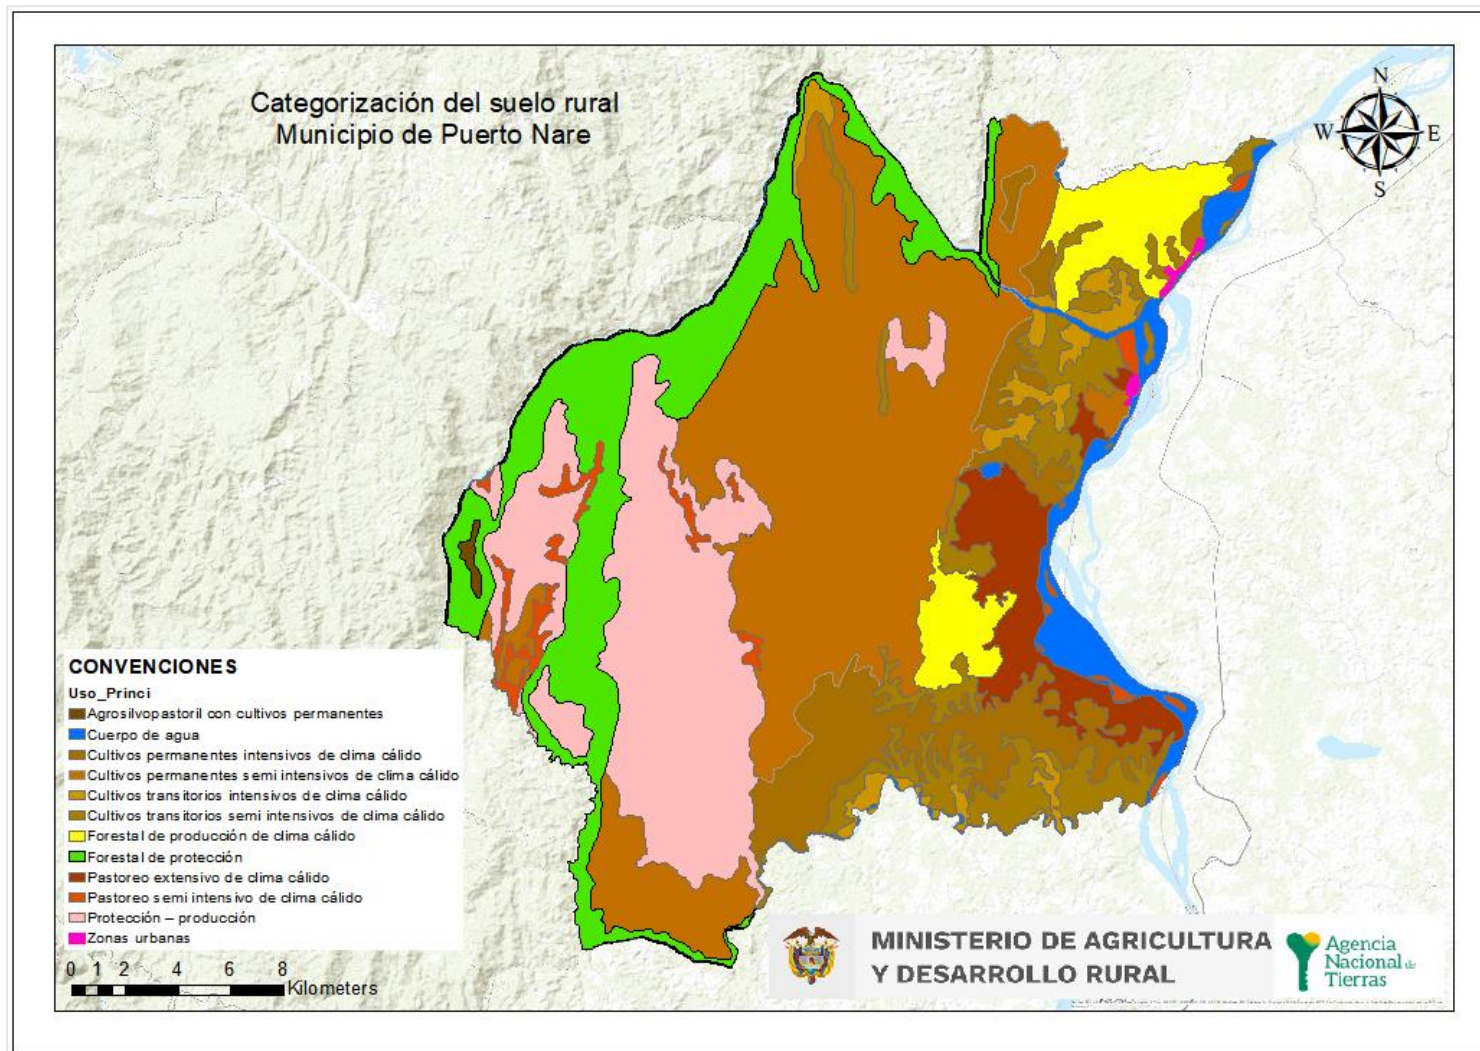 Categorización del suelo rural
Municipio de Puerto Nare
N
W
E
S
CONVENCIONES
Uso_Princi
Agrosilvopastoril con cultivos permanentes
Cuerpo de agua
Cultivos permanentes intensivos de clima cálido
Cultivos permanentes semi intensivos de clima cálido
Cultivos transitorios intensivos de clima cálido
Cultivos transitorios semi intensivos de clima cálido
Forestal de producción de clima cálido
Forestal de protección
Pastoreo extensivo de clima cálido
Pastoreo semi intensivo de clima cálido
Protección – producción
Zonas urbanas
0 1 2 4 6 8
Kilometers
MINISTERIO DE AGRICULTURA
Y DESARROLLO RURAL
Agencia
Nacional de
Tierras